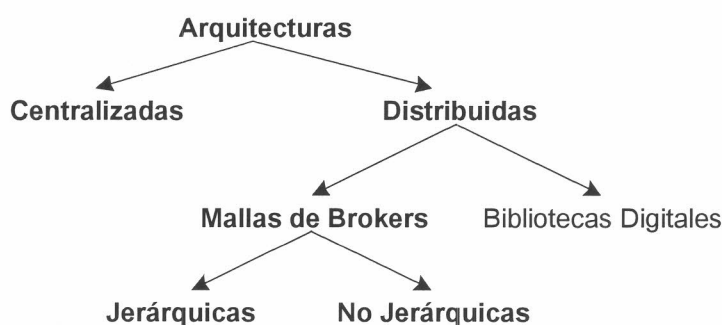 Arquitecturas
Centralizadas Distribuidas
Mallas de Brokers Bibliotecas Digitales
Jerárquicas No Jerárquicas